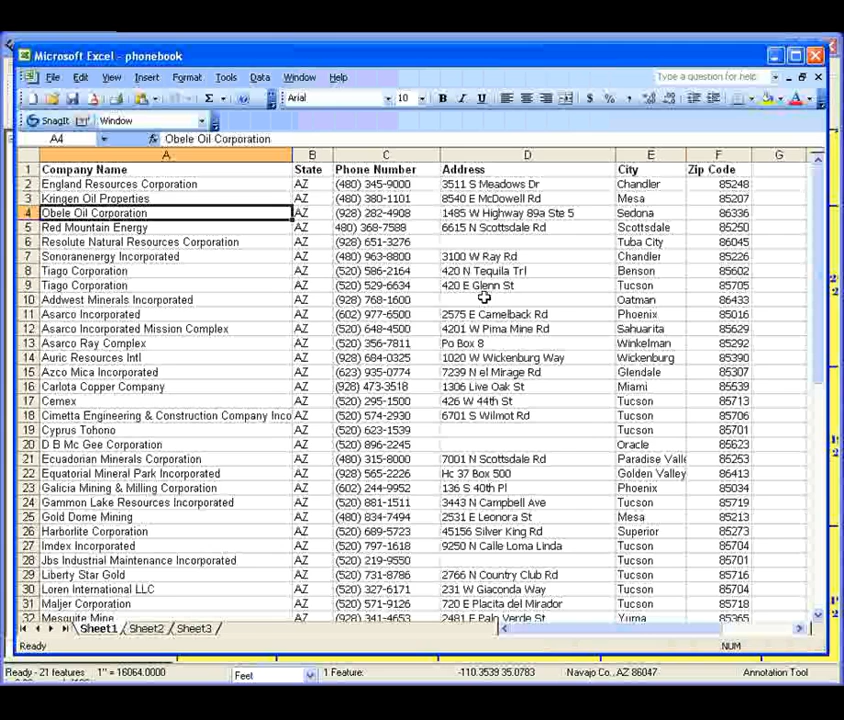 Microsoft Excel - phonebook
File Edit View Insert Format Tools Data Window Help Type a question for help
Arial 10 B I U $ % ,
SnagIt Window
A4 fx Obele Oil Corporation
A B C D E F G
1 Company Name State Phone Number Address City Zip Code
2 England Resources Corporation AZ (480) 345-9000 3511 S Meadows Dr Chandler 85248
3 Kringen Oil Properties AZ (480) 380-1101 8540 E McDowell Rd Mesa 85207
4 Obele Oil Corporation AZ (928) 282-4908 1485 W Highway 89a Ste 5 Sedona 86336
5 Red Mountain Energy AZ 480) 368-7588 6615 N Scottsdale Rd Scottsdale 85250
6 Resolute Natural Resources Corporation AZ (928) 651-3276 Tuba City 86045
7 Sonoranenergy Incorporated AZ (480) 963-8800 3100 W Ray Rd Chandler 85226
8 Tiago Corporation AZ (520) 586-2164 420 N Tequila Trl Benson 85602
9 Tiago Corporation AZ (520) 529-6634 420 E Glenn St Tucson 85705
10 Addwest Minerals Incorporated AZ (928) 768-1600 Oatman 86433
11 Asarco Incorporated AZ (602) 977-6500 2575 E Camelback Rd Phoenix 85016
12 Asarco Incorporated Mission Complex AZ (520) 648-4500 4201 W Pima Mine Rd Sahuarita 85629
13 Asarco Ray Complex AZ (520) 356-7811 Po Box 8 Winkelman 85292
14 Auric Resources Intl AZ (928) 684-0325 1020 W Wickenburg Way Wickenburg 85390
15 Azco Mica Incorporated AZ (623) 935-0774 7239 N el Mirage Rd Glendale 85307
16 Carlota Copper Company AZ (928) 473-3518 1306 Live Oak St Miami 85539
17 Cemex AZ (520) 295-1500 426 W 44th St Tucson 85713
18 Cimetta Engineering & Construction Company Inco AZ (520) 574-2930 6701 S Wilmot Rd Tucson 85706
19 Cyprus Tohono AZ (520) 623-1539 Tucson 85701
20 D B Mc Gee Corporation AZ (520) 896-2245 Oracle 85623
21 Ecuadorian Minerals Corporation AZ (480) 315-8000 7001 N Scottsdale Rd Paradise Valle 85253
22 Equatorial Mineral Park Incorporated AZ (928) 565-2226 Hc 37 Box 500 Golden Valley 86413
23 Galicia Mining & Milling Corporation AZ (602) 244-9952 136 S 40th Pl Phoenix 85034
24 Gammon Lake Resources Incorporated AZ (520) 881-1511 3443 N Campbell Ave Tucson 85719
25 Gold Dome Mining AZ (480) 834-7494 2531 E Leonora St Mesa 85213
26 Harborlite Corporation AZ (520) 689-5723 45156 Silver King Rd Superior 85273
27 Imdex Incorporated AZ (520) 797-1618 9250 N Calle Loma Linda Tucson 85704
28 Jbs Industrial Maintenance Incorporated AZ (520) 219-9550 Tucson 85701
29 Liberty Star Gold AZ (520) 731-8786 2766 N Country Club Rd Tucson 85716
30 Loren International LLC AZ (520) 327-6171 231 W Giaconda Way Tucson 85704
31 Maljer Corporation AZ (520) 571-9126 720 E Placita del Mirador Tucson 85718
32 Mesquite Mine AZ (928) 341-4653 2481 E Palo Verde St Yuma 85365
Sheet1 Sheet2 Sheet3
Ready NUM
Ready - 21 features 1" = 16064.0000 Feet 1 Feature: -110.3539 35.0783 Navajo Co., AZ 86047 Annotation Tool